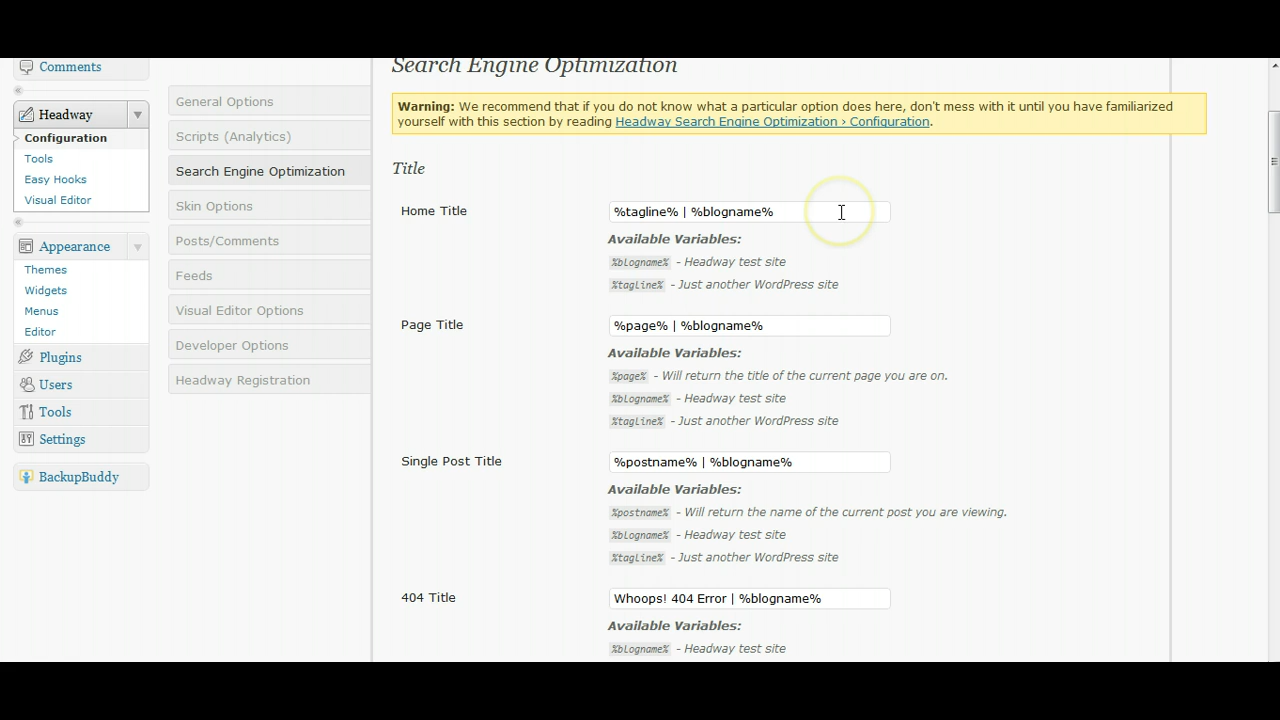 Comments
Headway
Configuration
Tools
Easy Hooks
Visual Editor
Appearance
Themes
Widgets
Menus
Editor
Plugins
Users
Tools
Settings
BackupBuddy
General Options
Scripts (Analytics)
Search Engine Optimization
Skin Options
Posts/Comments
Feeds
Visual Editor Options
Developer Options
Headway Registration
Search Engine Optimization
Warning: We recommend that if you do not know what a particular option does here, don't mess with it until you have familiarized
yourself with this section by reading Headway Search Engine Optimization › Configuration.
Title
Home Title
%tagline% | %blogname%
Available Variables:
%blogname% - Headway test site
%tagline% - Just another WordPress site
Page Title
%page% | %blogname%
Available Variables:
%page% - Will return the title of the current page you are on.
%blogname% - Headway test site
%tagline% - Just another WordPress site
Single Post Title
%postname% | %blogname%
Available Variables:
%postname% - Will return the name of the current post you are viewing.
%blogname% - Headway test site
%tagline% - Just another WordPress site
404 Title
Whoops! 404 Error | %blogname%
Available Variables:
%blogname% - Headway test site